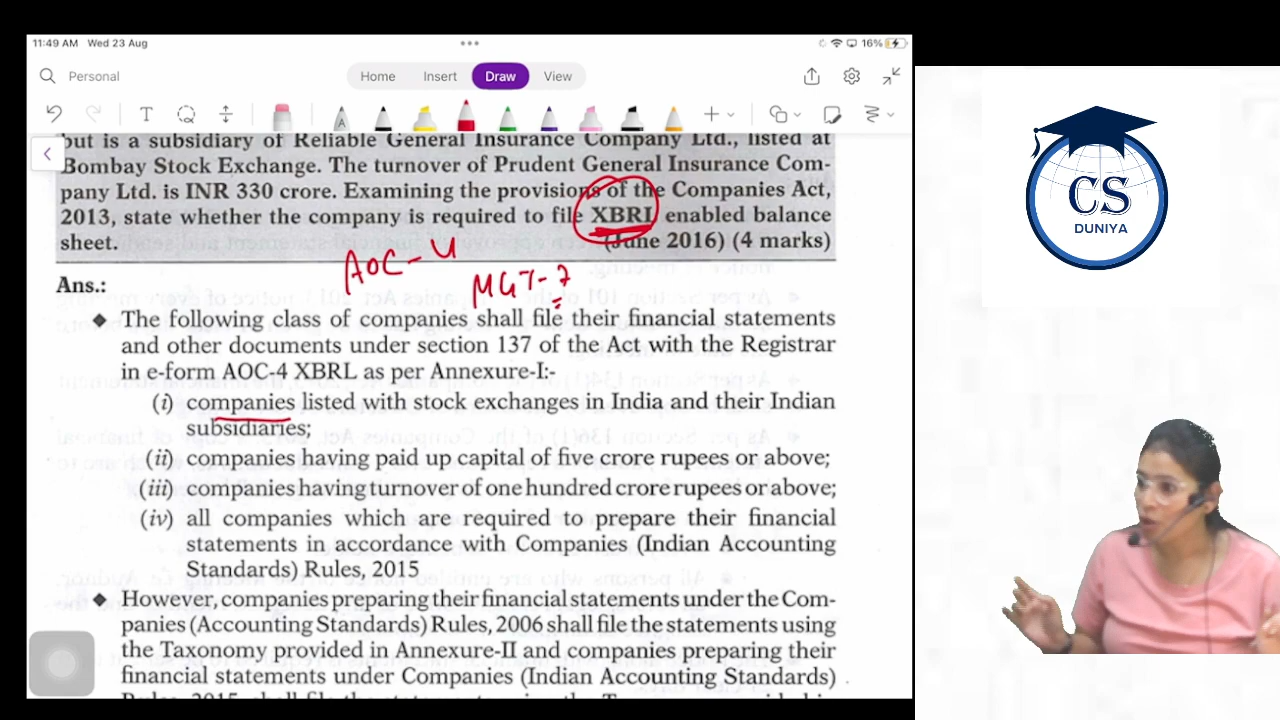 11:49 AM Wed 23 Aug
16%
Personal
Home Insert Draw View
but is a subsidiary of Reliable General Insurance Company Ltd., listed at
Bombay Stock Exchange. The turnover of Prudent General Insurance Com-
pany Ltd. is INR 330 crore. Examining the provisions of the Companies Act,
2013, state whether the company is required to file XBRL enabled balance
sheet. (June 2016) (4 marks)
AOC-4
MGT-7
Ans.:
◆ The following class of companies shall file their financial statements
and other documents under section 137 of the Act with the Registrar
in e-form AOC-4 XBRL as per Annexure-I:-
(i) companies listed with stock exchanges in India and their Indian
subsidiaries;
(ii) companies having paid up capital of five crore rupees or above;
(iii) companies having turnover of one hundred crore rupees or above;
(iv) all companies which are required to prepare their financial
statements in accordance with Companies (Indian Accounting
Standards) Rules, 2015
◆ However, companies preparing their financial statements under the Com-
panies (Accounting Standards) Rules, 2006 shall file the statements using
the Taxonomy provided in Annexure-II and companies preparing their
financial statements under Companies (Indian Accounting Standards)
CS
DUNIYA